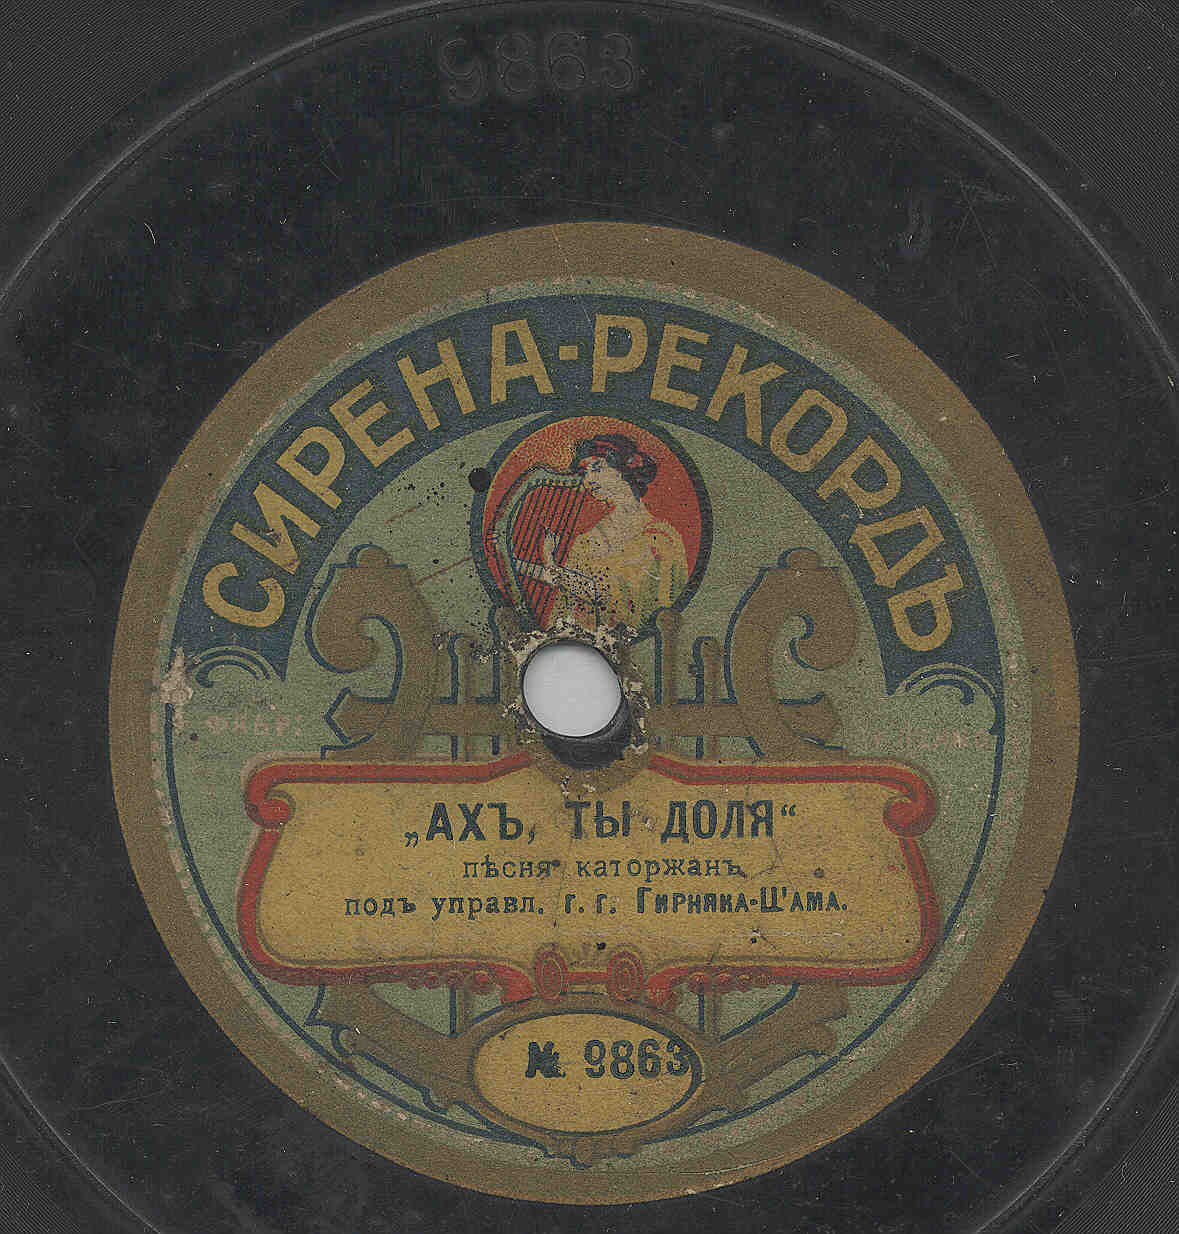 9863
СИРЕНА-РЕКОРДЪ
„АХЪ, ТЫ ДОЛЯ“
пѣсня каторжанъ
подъ управл. г. г. ГИРНЯКА-Ш'АМА.
№ 9863